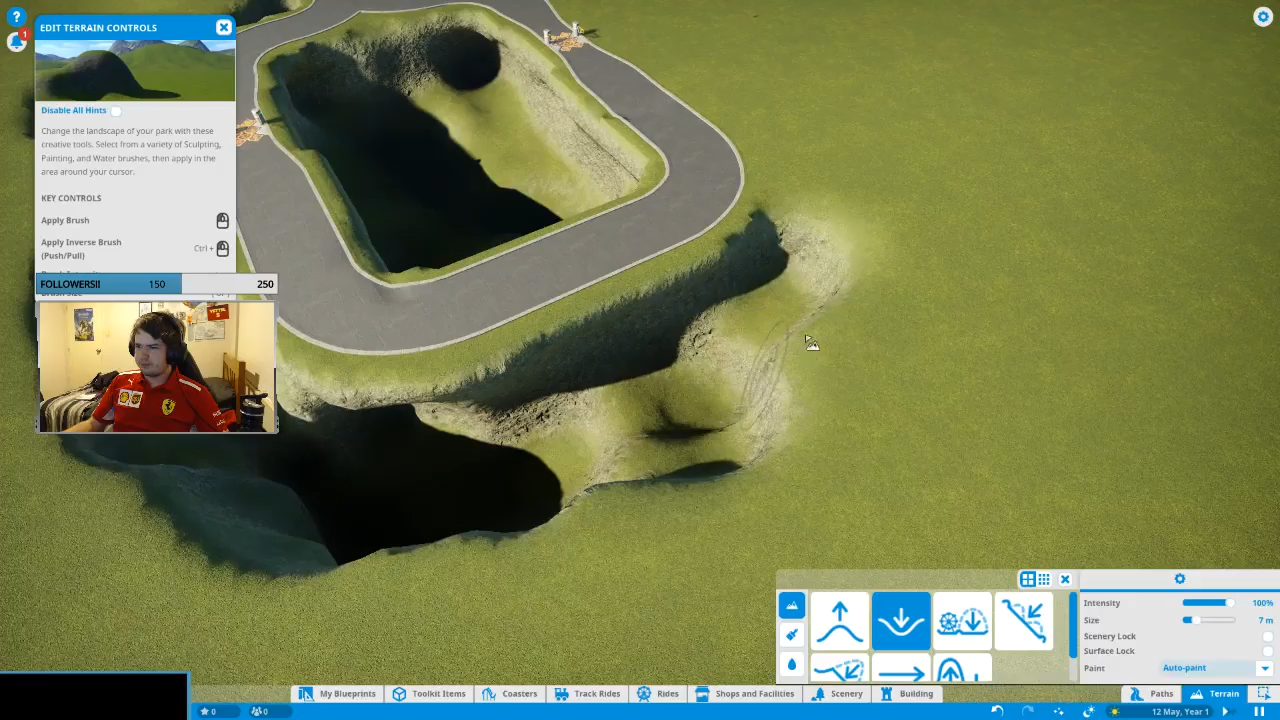 ?
1
EDIT TERRAIN CONTROLS
Disable All Hints
Change the landscape of your park with these
creative tools. Select from a variety of Sculpting,
Painting, and Water brushes, then apply in the
area around your cursor.
KEY CONTROLS
Apply Brush
Apply Inverse Brush Ctrl +
(Push/Pull)
FOLLOWERS!! 150 250
Intensity 100%
Size 7 m
Scenery Lock
Surface Lock
Paint Auto-paint
My Blueprints Toolkit Items Coasters Track Rides Rides Shops and Facilities Scenery Building Paths Terrain
0 0 12 May, Year 1